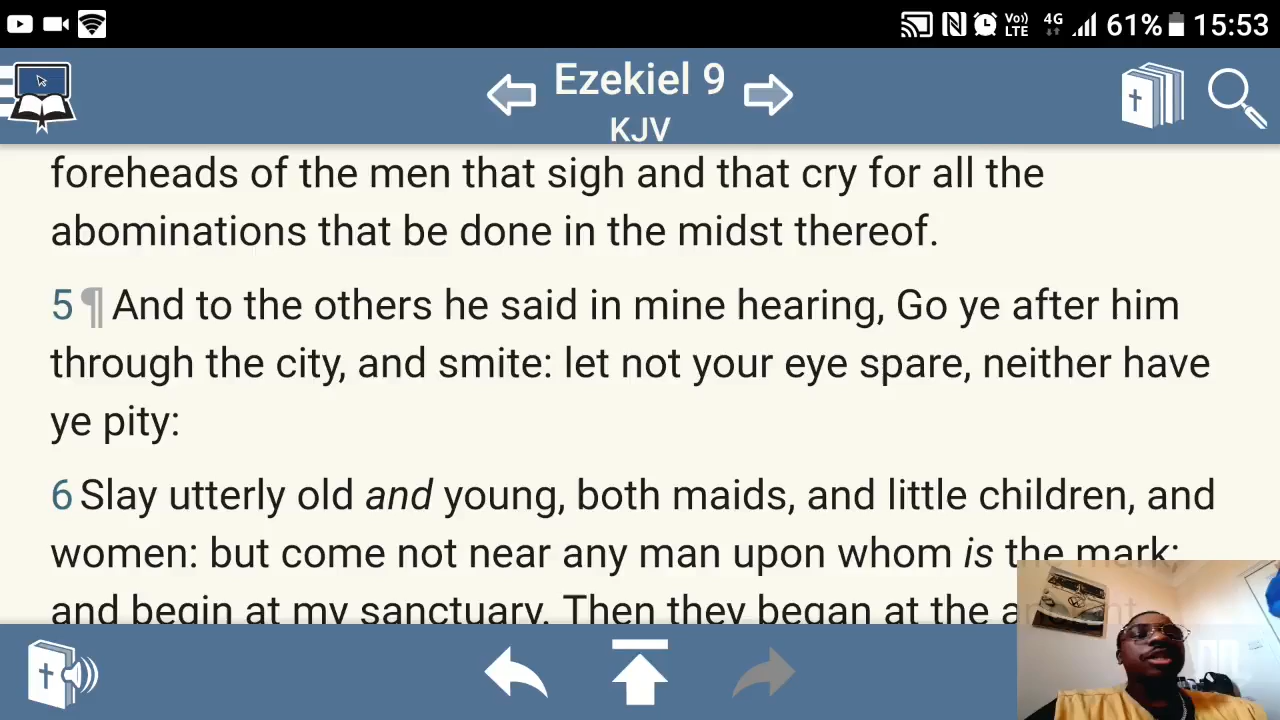 Vo)) LTE 4G 61% 15:53
Ezekiel 9
KJV
foreheads of the men that sigh and that cry for all the
abominations that be done in the midst thereof.
5 ¶ And to the others he said in mine hearing, Go ye after him
through the city, and smite: let not your eye spare, neither have
ye pity:
6 Slay utterly old and young, both maids, and little children, and
women: but come not near any man upon whom is the mark;
and begin at my sanctuary. Then they began at the